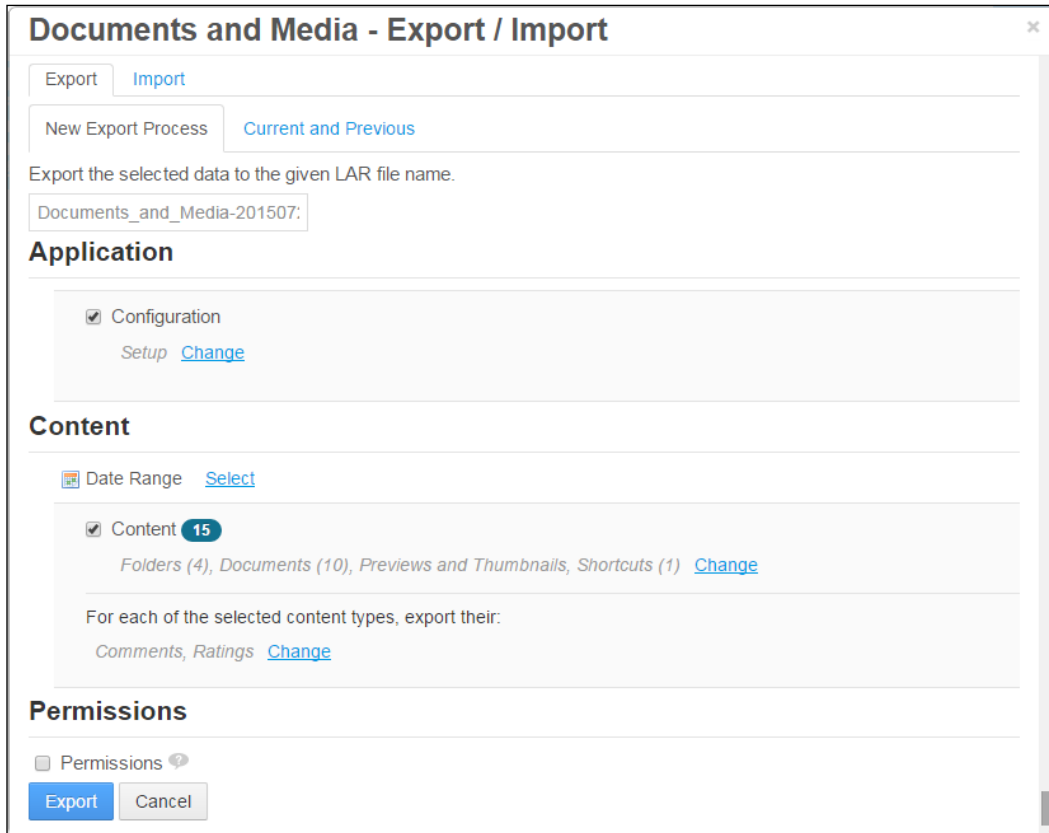 Documents and Media - Export / Import
×
Export Import
New Export Process Current and Previous
Export the selected data to the given LAR file name.
Documents_and_Media-201507
Application
Configuration
Setup Change
Content
Date Range Select
Content 15
Folders (4), Documents (10), Previews and Thumbnails, Shortcuts (1) Change
For each of the selected content types, export their:
Comments, Ratings Change
Permissions
Permissions ?
Export Cancel